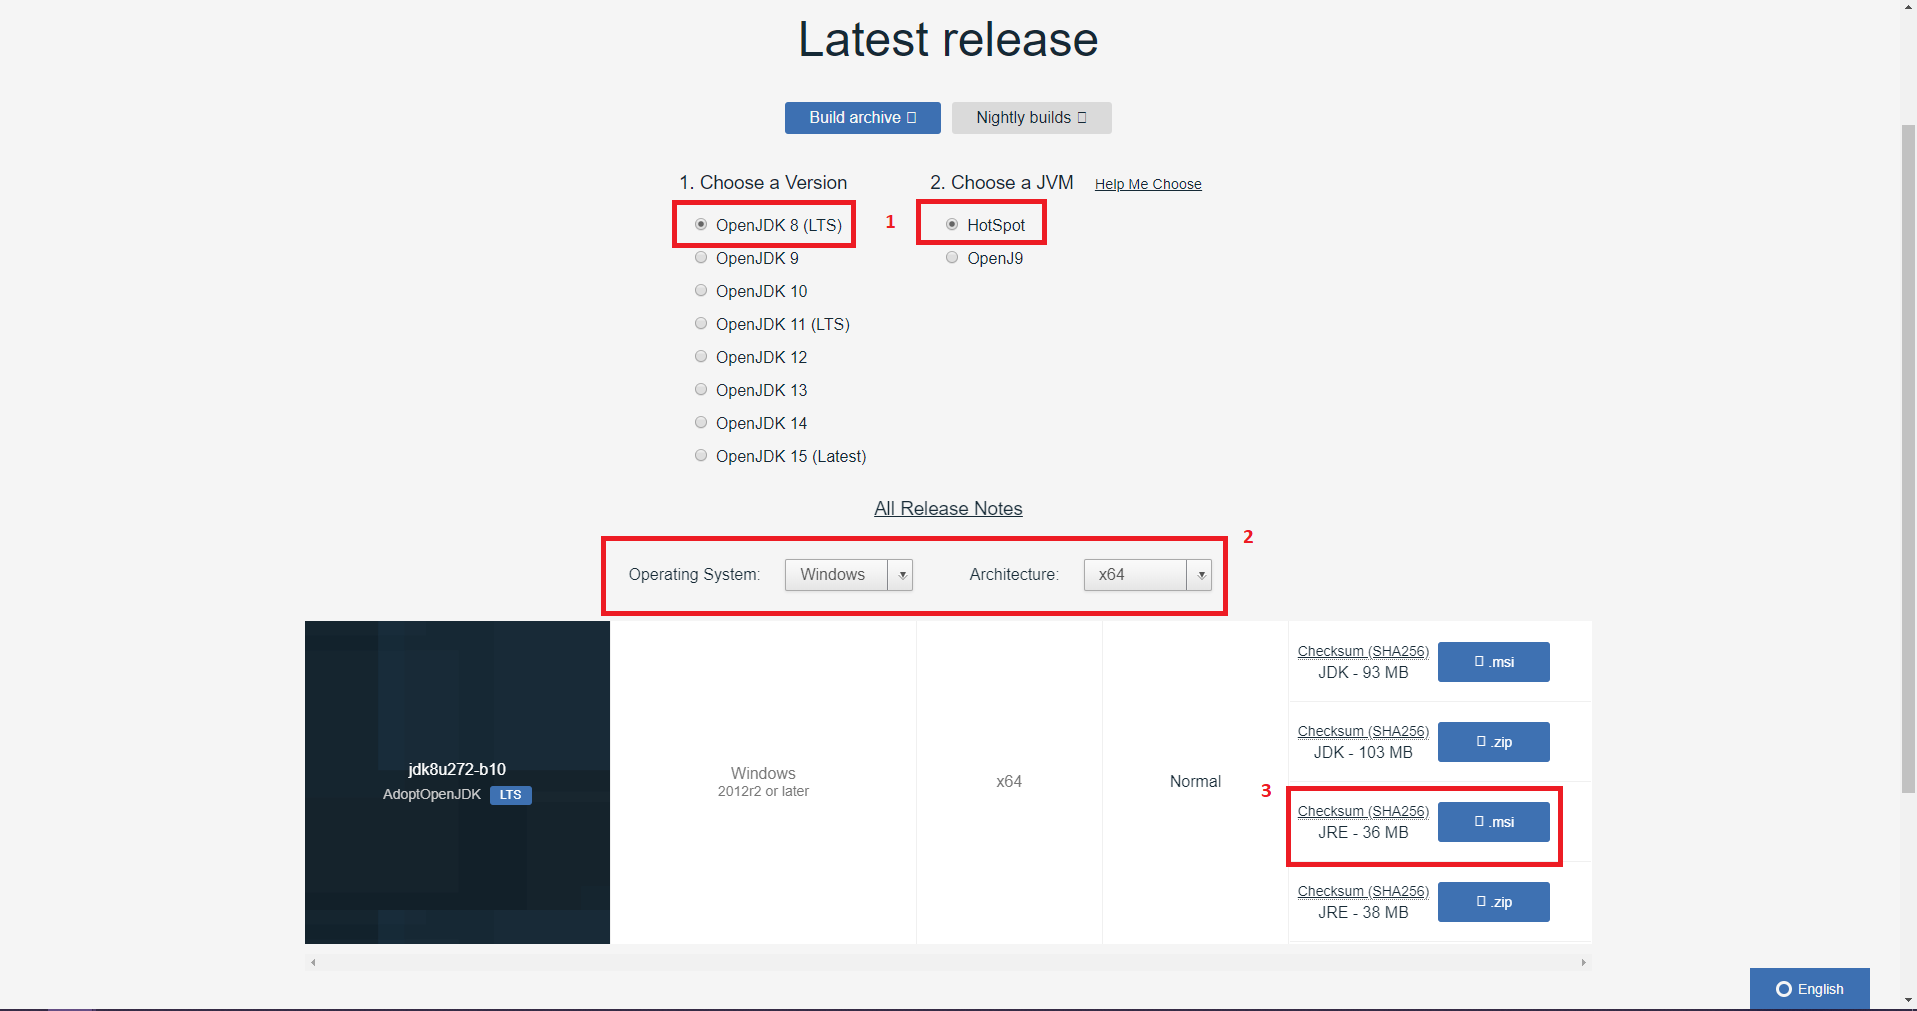 Latest release
Build archive
Nightly builds
1. Choose a Version
2. Choose a JVM
Help Me Choose
OpenJDK 8 (LTS)
1
HotSpot
OpenJDK 9
OpenJ9
OpenJDK 10
OpenJDK 11 (LTS)
OpenJDK 12
OpenJDK 13
OpenJDK 14
OpenJDK 15 (Latest)
All Release Notes
2
Operating System:
Windows
Architecture:
x64
jdk8u272-b10
AdoptOpenJDK LTS
Windows
2012r2 or later
x64
Normal
Checksum (SHA256)
JDK - 93 MB
.msi
Checksum (SHA256)
JDK - 103 MB
.zip
3
Checksum (SHA256)
JRE - 36 MB
.msi
Checksum (SHA256)
JRE - 38 MB
.zip
English